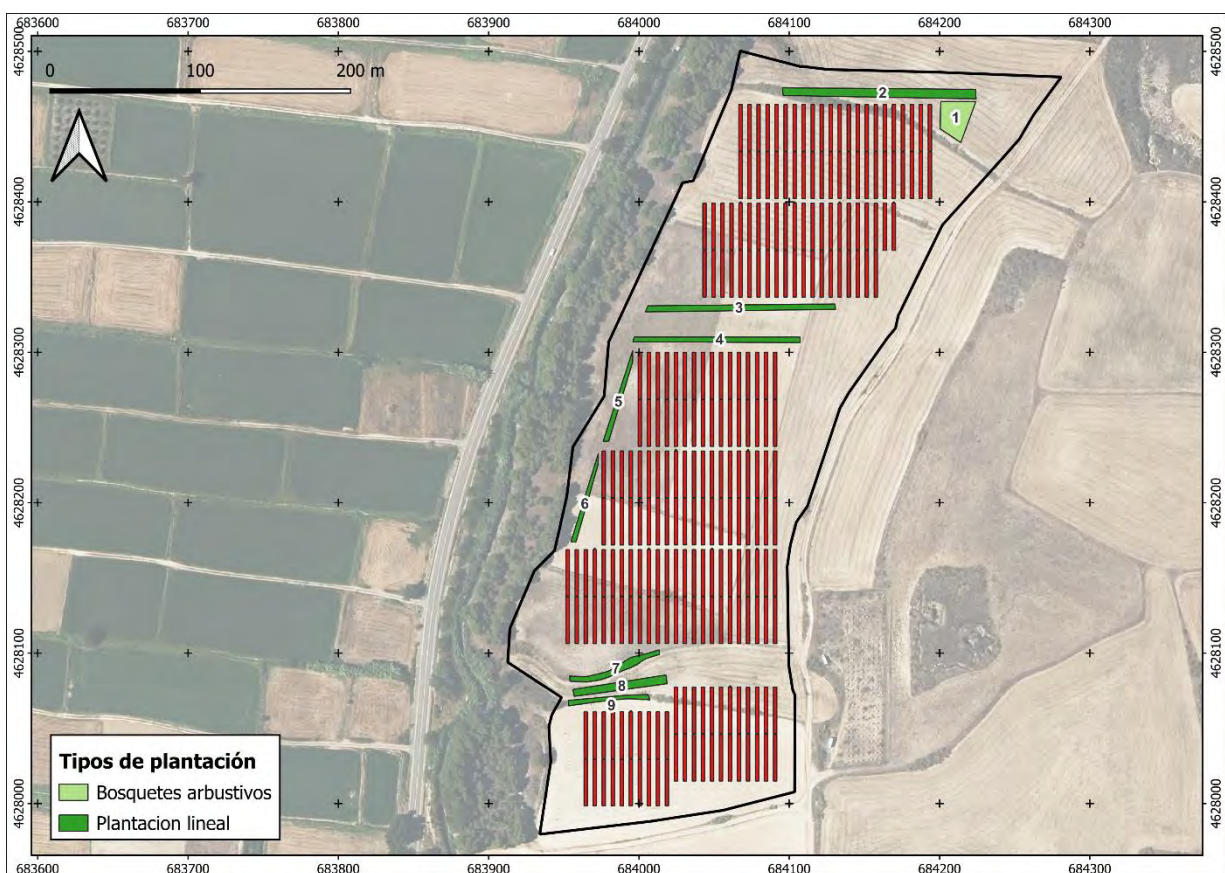 683600 683700 683800 683900 684000 684100 684200 684300
4628500 4628500
0 100 200 m
2
1
4628400 4628400
3
4
4628300 4628300
5
4628200 4628200
6
4628100 4628100
7
8
9
Tipos de plantación
Bosquetes arbustivos
Plantacion lineal
4628000 4628000
683600 683700 683800 683900 684000 684100 684200 684300